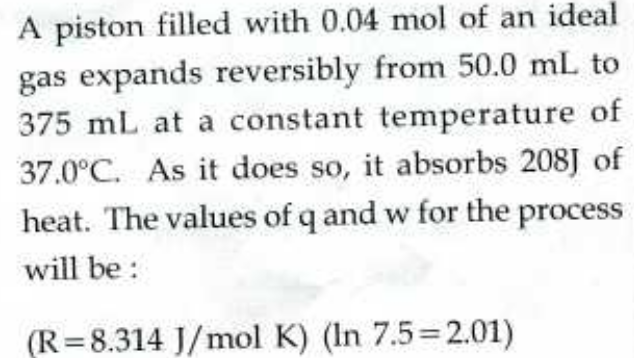 A piston filled with 0.04 mol of an ideal
gas expands reversibly from 50.0 mL to
375 mL at a constant temperature of
37.0°C. As it does so, it absorbs 208J of
heat. The values of q and w for the process
will be :
(R=8.314 J/mol K) (ln 7.5=2.01)